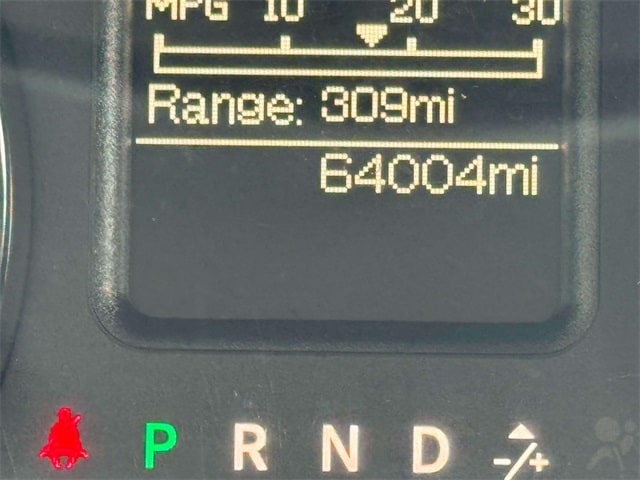 MPG 10 20 30
Range: 309mi
64004mi
P R N D -/+